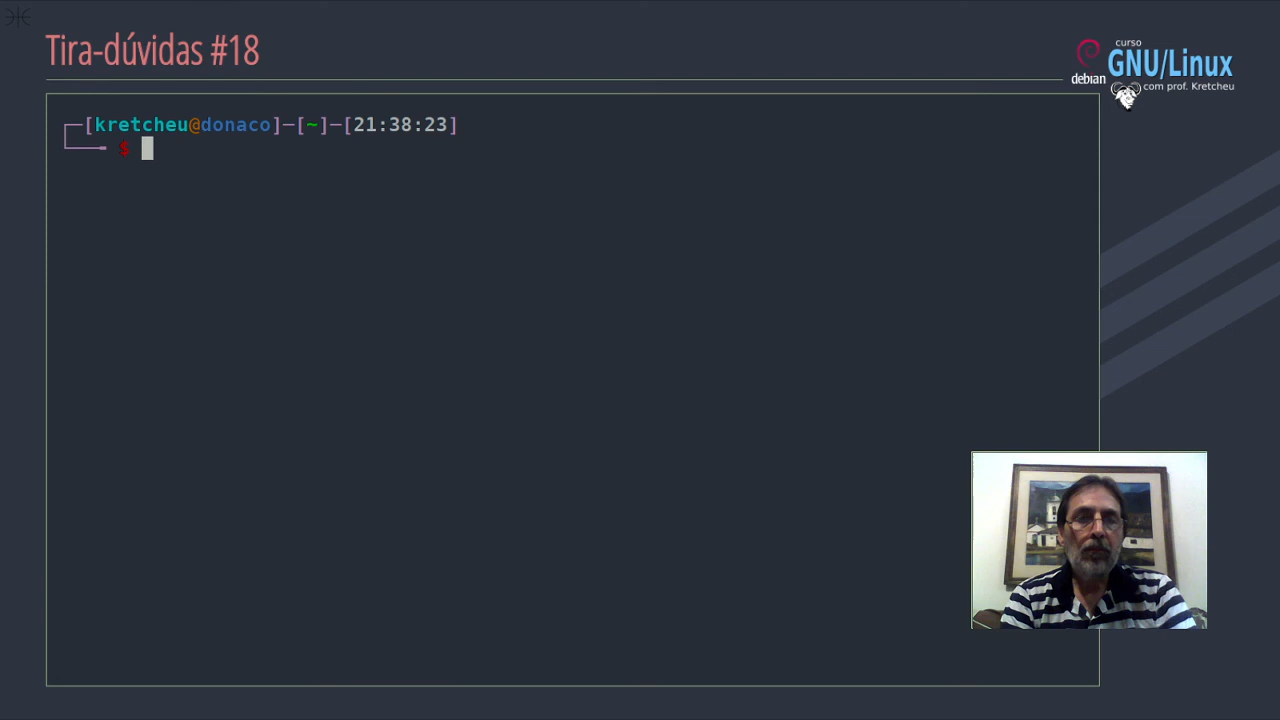 Tira-dúvidas #18
curso
GNU/Linux
debian
com prof. Kretcheu
┌─[kretcheu@donaco]─[~]─[21:38:23]
└──╼ $